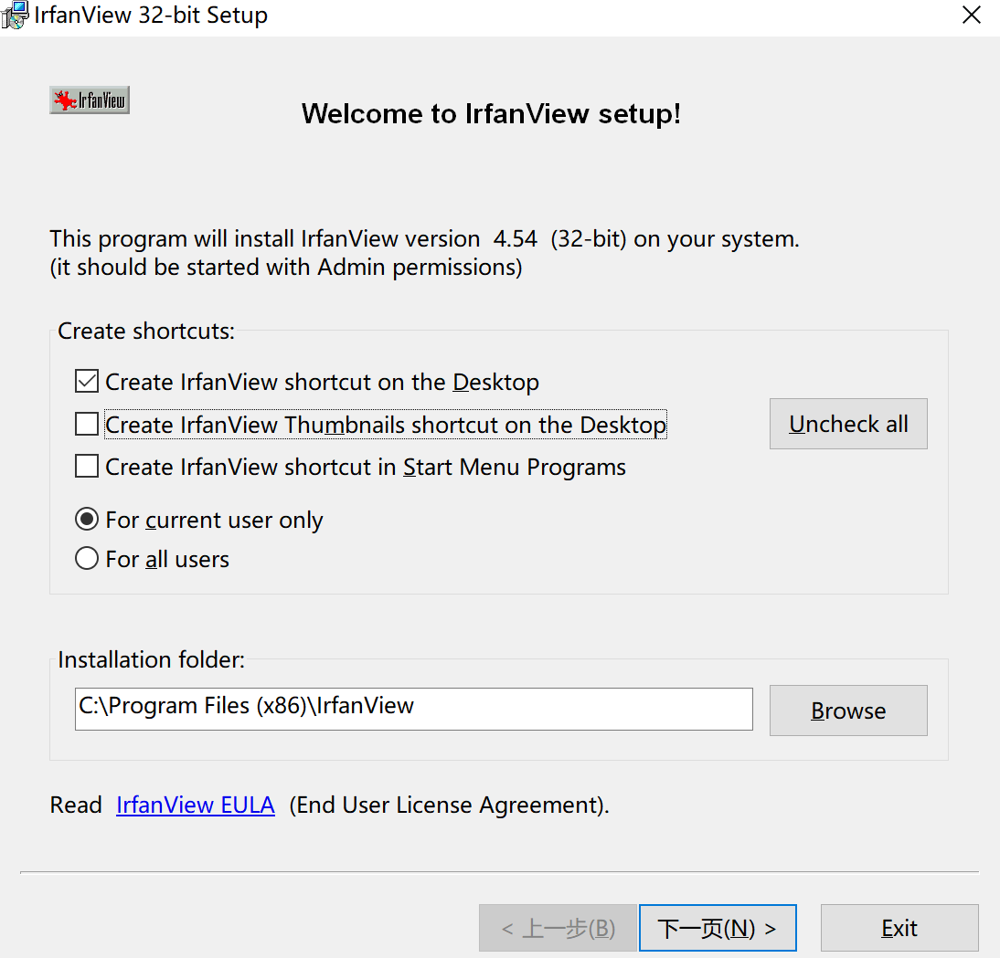 IrfanView 32-bit Setup
IrfanView
Welcome to IrfanView setup!
This program will install IrfanView version 4.54 (32-bit) on your system.
(it should be started with Admin permissions)
Create shortcuts:
Create IrfanView shortcut on the Desktop
Create IrfanView Thumbnails shortcut on the Desktop
Uncheck all
Create IrfanView shortcut in Start Menu Programs
For current user only
For all users
Installation folder:
C:\Program Files (x86)\IrfanView
Browse
Read IrfanView EULA (End User License Agreement).
< 上一步(B)
下一页(N) >
Exit